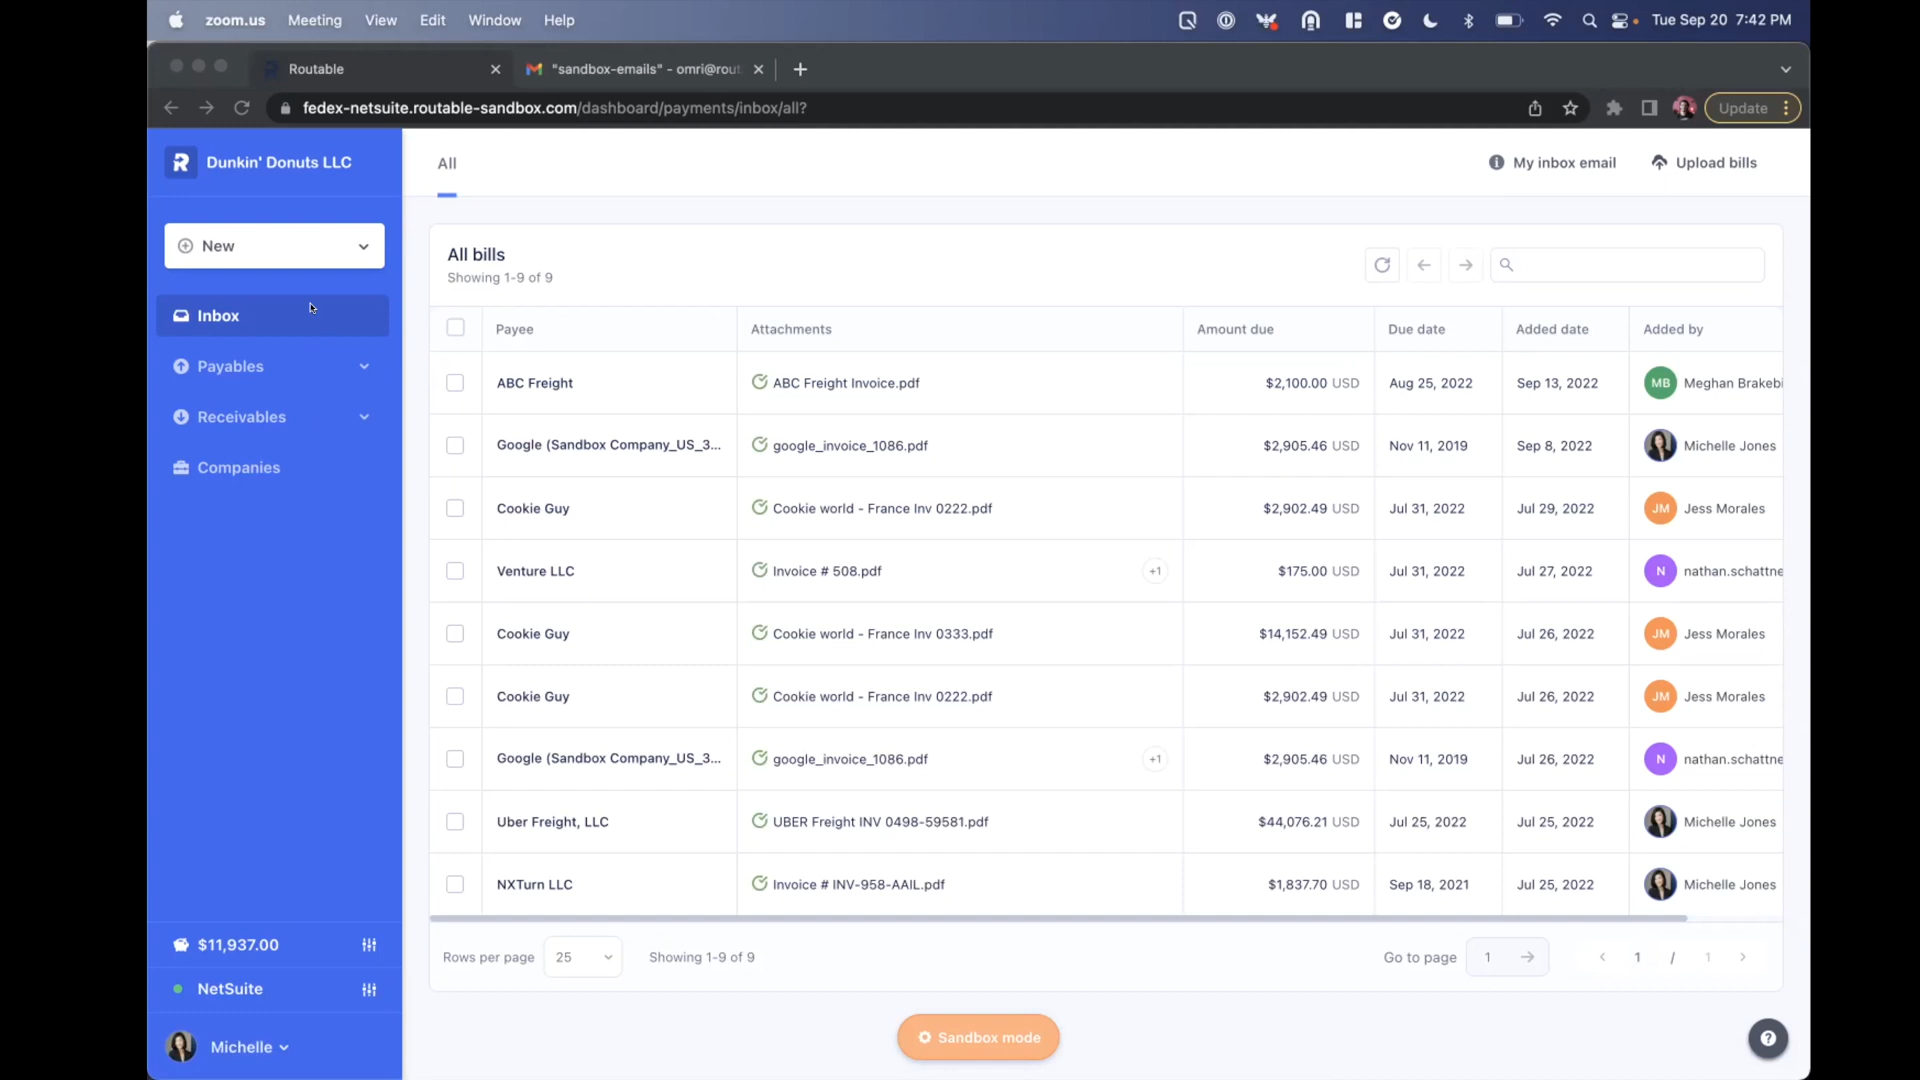 zoom.us Meeting View Edit Window Help Tue Sep 20 7:42 PM
Routable "sandbox-emails" - omri@rout
fedex-netsuite.routable-sandbox.com/dashboard/payments/inbox/all? Update
Dunkin' Donuts LLC
New
Inbox
Payables
Receivables
Companies
$11,937.00
NetSuite
Michelle
All My inbox email Upload bills
All bills
Showing 1-9 of 9
Payee Attachments Amount due Due date Added date Added by
ABC Freight ABC Freight Invoice.pdf $2,100.00 USD Aug 25, 2022 Sep 13, 2022 MB Meghan Brakebi
Google (Sandbox Company_US_3... google_invoice_1086.pdf $2,905.46 USD Nov 11, 2019 Sep 8, 2022 Michelle Jones
Cookie Guy Cookie world - France Inv 0222.pdf $2,902.49 USD Jul 31, 2022 Jul 29, 2022 JM Jess Morales
Venture LLC Invoice # 508.pdf +1 $175.00 USD Jul 31, 2022 Jul 27, 2022 N nathan.schattne
Cookie Guy Cookie world - France Inv 0333.pdf $14,152.49 USD Jul 31, 2022 Jul 26, 2022 JM Jess Morales
Cookie Guy Cookie world - France Inv 0222.pdf $2,902.49 USD Jul 31, 2022 Jul 26, 2022 JM Jess Morales
Google (Sandbox Company_US_3... google_invoice_1086.pdf +1 $2,905.46 USD Nov 11, 2019 Jul 26, 2022 N nathan.schattne
Uber Freight, LLC UBER Freight INV 0498-59581.pdf $44,076.21 USD Jul 25, 2022 Jul 25, 2022 Michelle Jones
NXTurn LLC Invoice # INV-958-AAIL.pdf $1,837.70 USD Sep 18, 2021 Jul 25, 2022 Michelle Jones
Rows per page 25 Showing 1-9 of 9 Go to page 1 1 / 1
Sandbox mode